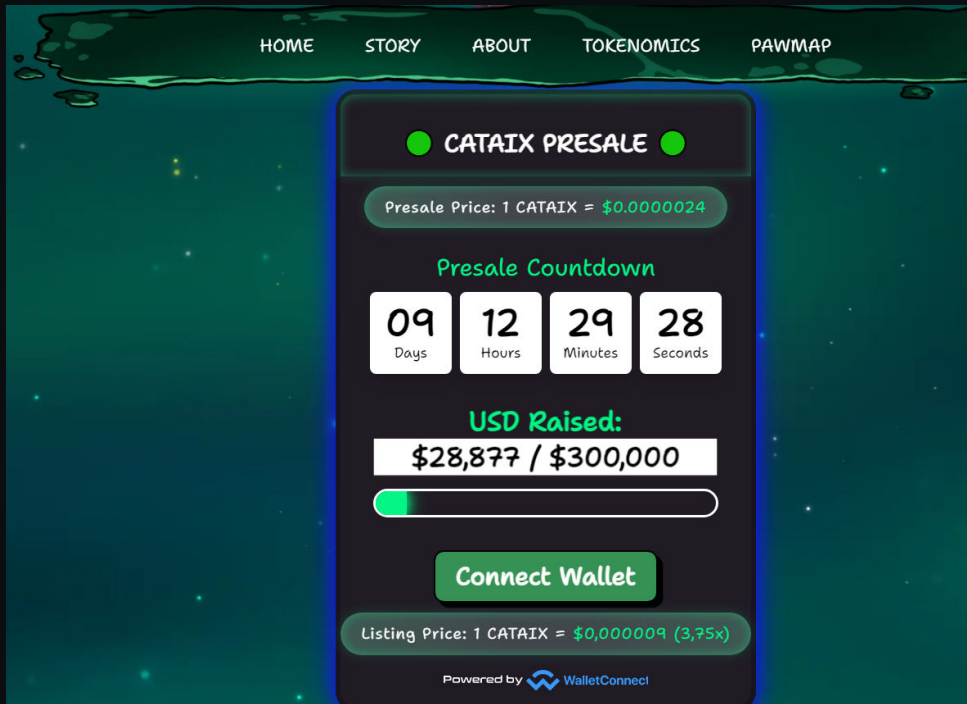 HOME STORY ABOUT TOKENOMICS PAWMAP
CATAIX PRESALE
Presale Price: 1 CATAIX = $0.0000024
Presale Countdown
09 12 29 28
Days Hours Minutes Seconds
USD Raised:
$28,877 / $300,000
Connect Wallet
Listing Price: 1 CATAIX = $0,000009 (3,75x)
Powered by WalletConnect